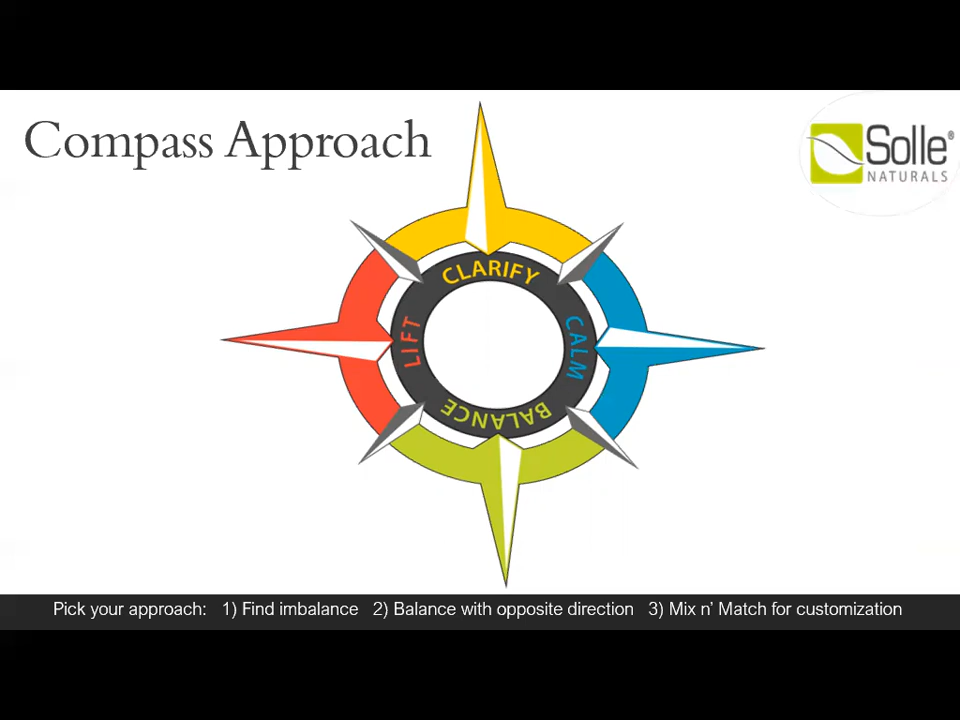 Compass Approach
Solle®
NATURALS
CLARIFY
LIFT
CALM
BALANCE
Pick your approach: 1) Find imbalance 2) Balance with opposite direction 3) Mix n’ Match for customization